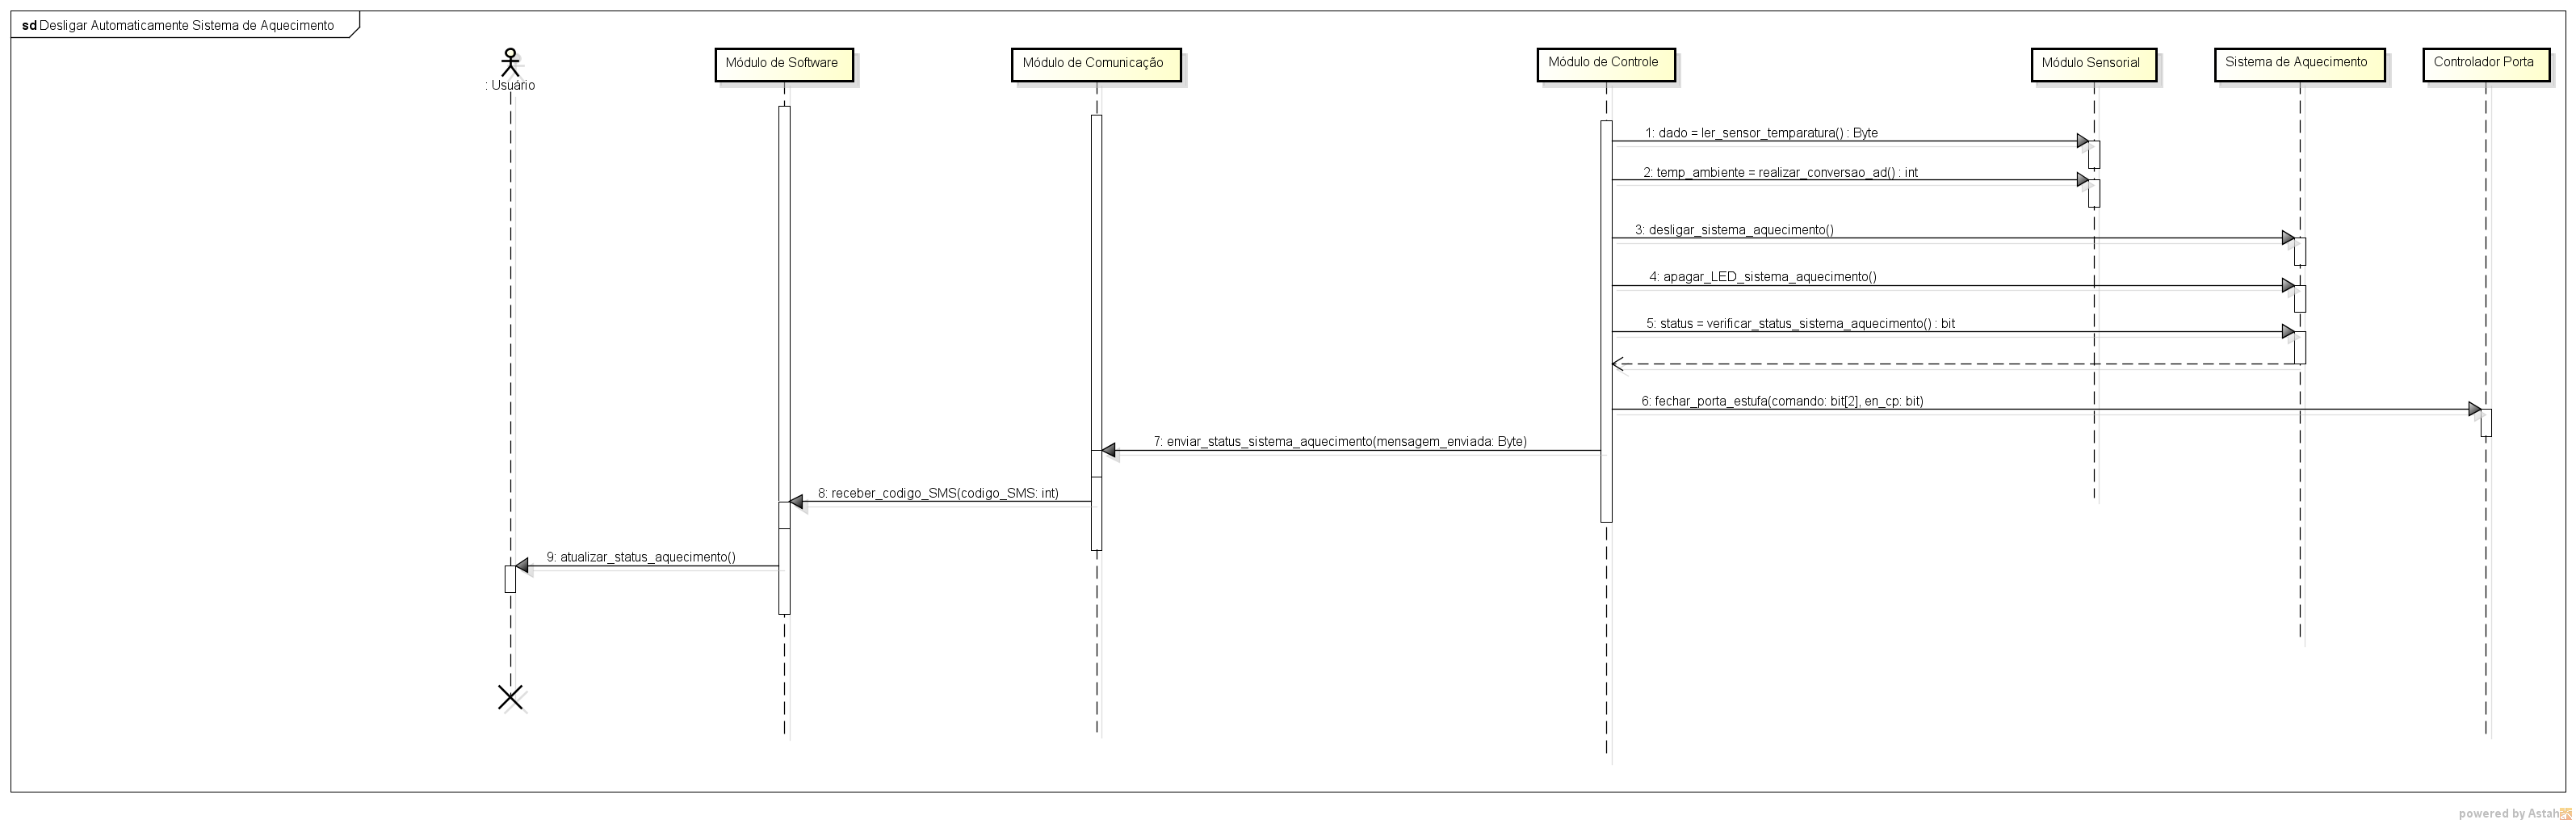 sd Desligar Automaticamente Sistema de Aquecimento
: Usuário
Módulo de Software
Módulo de Comunicação
Módulo de Controle
Módulo Sensorial
Sistema de Aquecimento
Controlador Porta
1: dado = ler_sensor_temparatura() : Byte
2: temp_ambiente = realizar_conversao_ad() : int
3: desligar_sistema_aquecimento()
4: apagar_LED_sistema_aquecimento()
5: status = verificar_status_sistema_aquecimento() : bit
6: fechar_porta_estufa(comando: bit[2], en_cp: bit)
7: enviar_status_sistema_aquecimento(mensagem_enviada: Byte)
8: receber_codigo_SMS(codigo_SMS: int)
9: atualizar_status_aquecimento()
powered by Astah